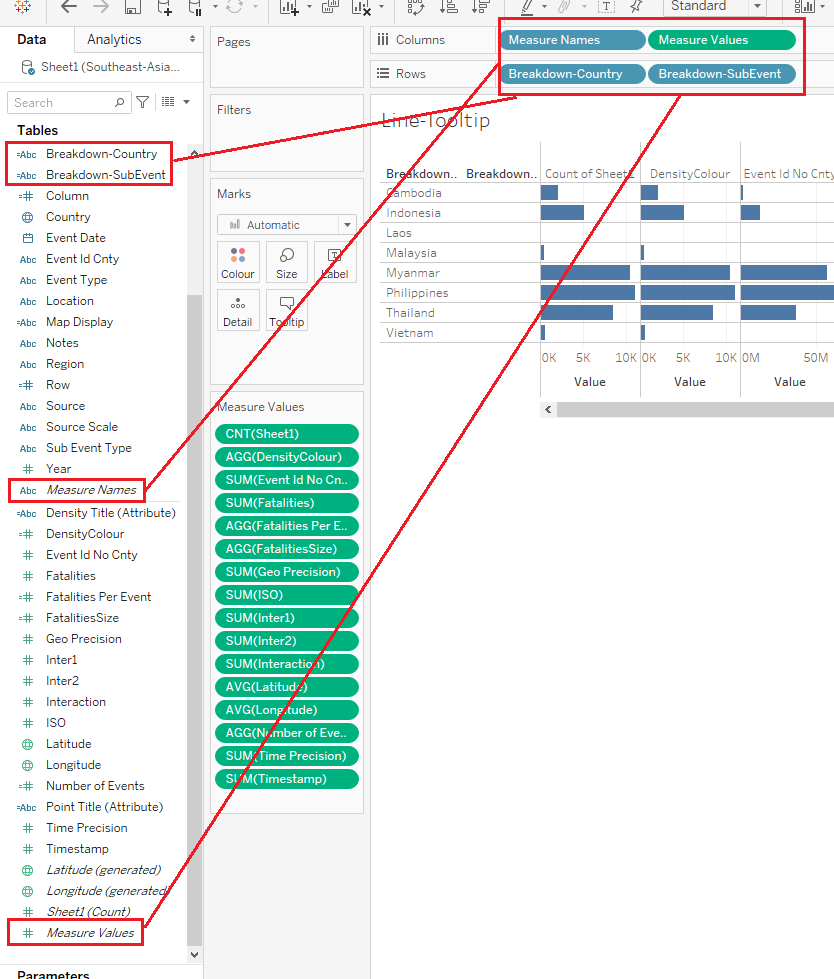 Standard
Data
Analytics
Sheet1 (Southeast-Asia...
Search
Tables
Abc Breakdown-Country
Abc Breakdown-SubEvent
Column
Country
Event Date
Abc Event Id Cnty
Abc Event Type
Abc Location
Abc Map Display
Abc Notes
Abc Region
Row
Abc Source
Abc Source Scale
Abc Sub Event Type
Year
Abc Measure Names
Abc Density Title (Attribute)
DensityColour
Event Id No Cnty
Fatalities
Fatalities Per Event
FatalitiesSize
Geo Precision
Inter1
Inter2
Interaction
ISO
Latitude
Longitude
Number of Events
Abc Point Title (Attribute)
Time Precision
Timestamp
Latitude (generated)
Longitude (generated)
Sheet1 (Count)
Measure Values
Parameters
Pages
Filters
Marks
Automatic
Colour Size Label
Detail Tooltip
Measure Values
CNT(Sheet1)
AGG(DensityColour)
SUM(Event Id No Cn..
SUM(Fatalities)
AGG(Fatalities Per E..
AGG(FatalitiesSize)
SUM(Geo Precision)
SUM(ISO)
SUM(Inter1)
SUM(Inter2)
SUM(Interaction)
AVG(Latitude)
AVG(Longitude)
AGG(Number of Eve..
SUM(Time Precision)
SUM(Timestamp)
Columns Measure Names Measure Values
Rows Breakdown-Country Breakdown-SubEvent
Line-Tooltip
Breakdown.. Breakdown.. Count of Sheet1 DensityColour Event Id No Cnty
Cambodia
Indonesia
Laos
Malaysia
Myanmar
Philippines
Thailand
Vietnam
0K 5K 10K 0K 5K 10K 0M 50M
Value Value Value